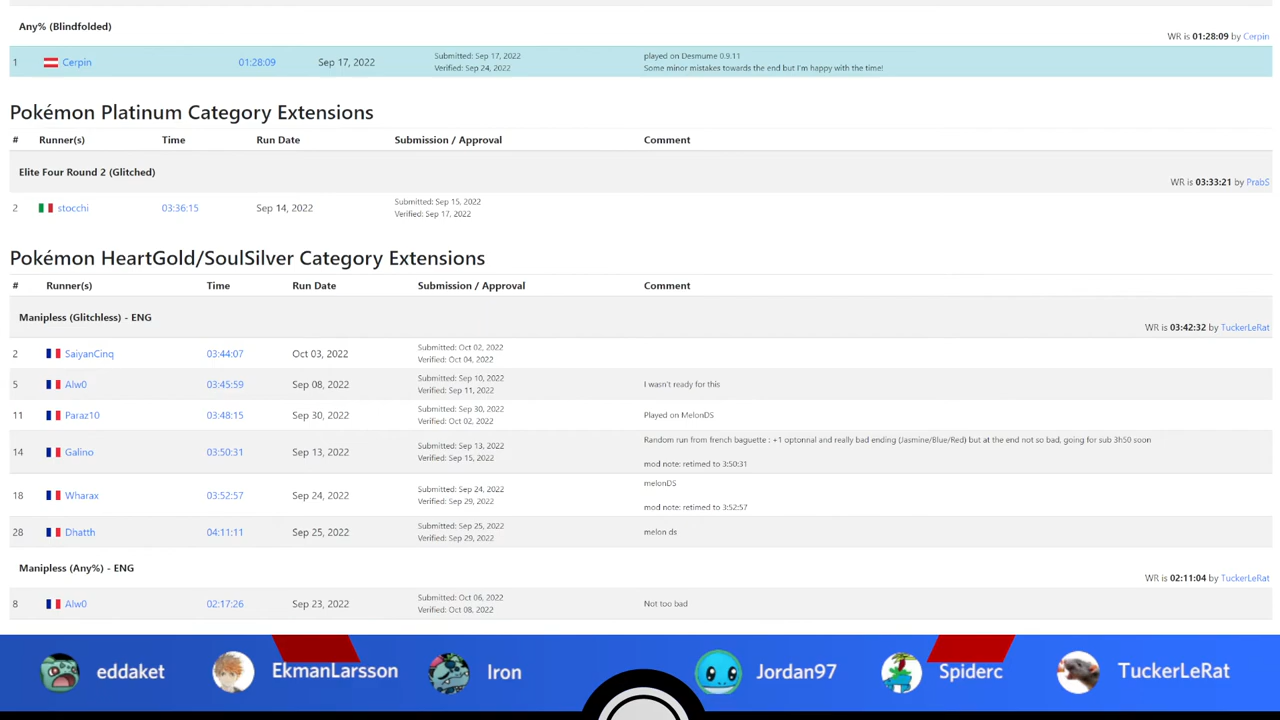 Any% (Blindfolded)
WR is 01:28:09 by Cerpin
1 Cerpin 01:28:09 Sep 17, 2022 Submitted: Sep 17, 2022 played on Desmume 0.9.11
Verified: Sep 24, 2022 Some minor mistakes towards the end but I'm happy with the time!
Pokémon Platinum Category Extensions
# Runner(s) Time Run Date Submission / Approval Comment
Elite Four Round 2 (Glitched)
WR is 03:33:21 by PrabS
2 stocchi 03:36:15 Sep 14, 2022 Submitted: Sep 15, 2022
Verified: Sep 17, 2022
Pokémon HeartGold/SoulSilver Category Extensions
# Runner(s) Time Run Date Submission / Approval Comment
Manipless (Glitchless) - ENG
WR is 03:42:32 by TuckerLeRat
2 SaiyanCinq 03:44:07 Oct 03, 2022 Submitted: Oct 02, 2022
Verified: Oct 04, 2022
5 Alw0 03:45:59 Sep 08, 2022 Submitted: Sep 10, 2022 I wasn't ready for this
Verified: Sep 11, 2022
11 Paraz10 03:48:15 Sep 30, 2022 Submitted: Sep 30, 2022 Played on MelonDS
Verified: Oct 02, 2022
14 Galino 03:50:31 Sep 13, 2022 Submitted: Sep 13, 2022 Random run from french baguette : +1 optonnal and really bad ending (Jasmine/Blue/Red) but at the end not so bad, going for sub 3h50 soon
Verified: Sep 15, 2022 mod note: retimed to 3:50:31
18 Wharax 03:52:57 Sep 24, 2022 Submitted: Sep 24, 2022 melonDS
Verified: Sep 29, 2022 mod note: retimed to 3:52:57
28 Dhatth 04:11:11 Sep 25, 2022 Submitted: Sep 25, 2022 melon ds
Verified: Sep 29, 2022
Manipless (Any%) - ENG
WR is 02:11:04 by TuckerLeRat
8 Alw0 02:17:26 Sep 23, 2022 Submitted: Oct 06, 2022 Not too bad
Verified: Oct 08, 2022
eddaket EkmanLarsson Iron Jordan97 Spiderc TuckerLeRat